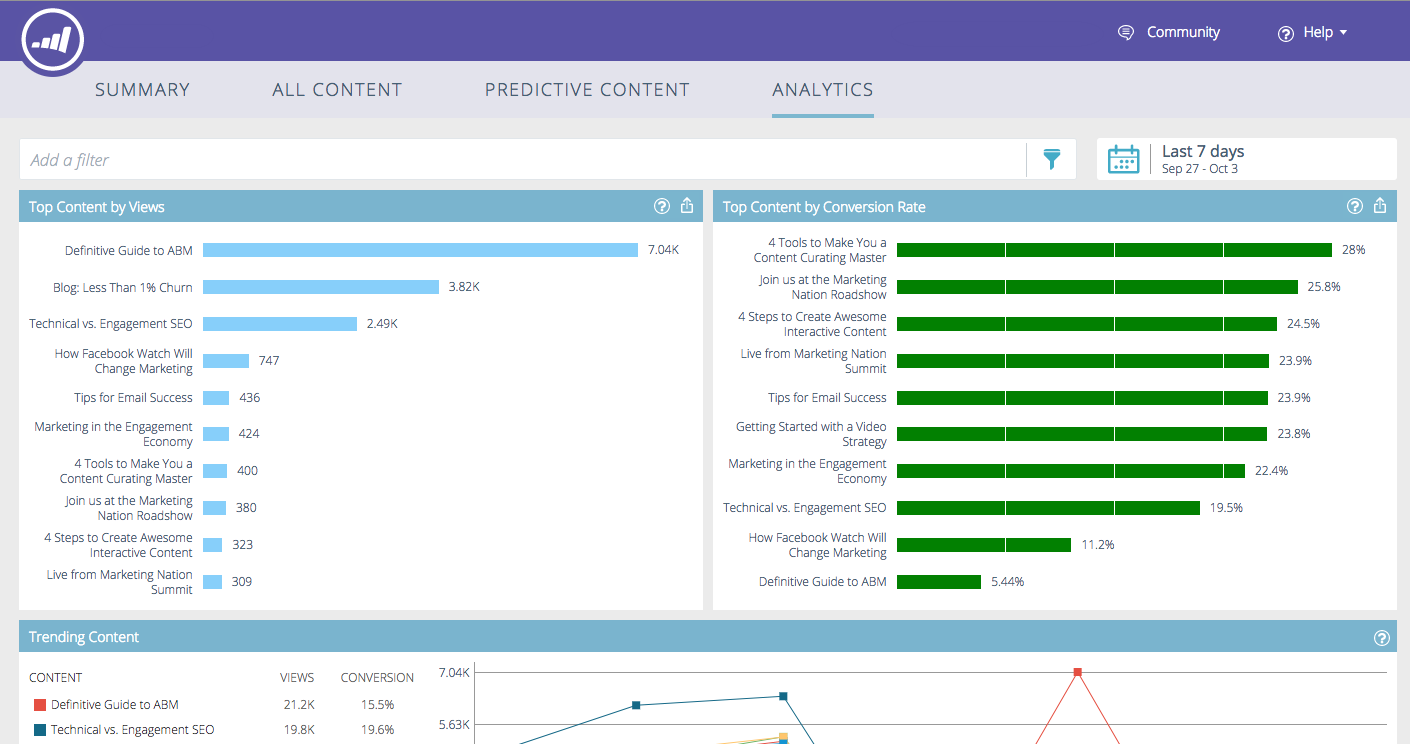 Community
Help
SUMMARY
ALL CONTENT
PREDICTIVE CONTENT
ANALYTICS
Add a filter
Last 7 days
Sep 27 - Oct 3
Top Content by Views
Definitive Guide to ABM
7.04K
Blog: Less Than 1% Churn
3.82K
Technical vs. Engagement SEO
2.49K
How Facebook Watch Will
Change Marketing
747
Tips for Email Success
436
Marketing in the Engagement
Economy
424
4 Tools to Make You a
Content Curating Master
400
Join us at the Marketing
Nation Roadshow
380
4 Steps to Create Awesome
Interactive Content
323
Live from Marketing Nation
Summit
309
Top Content by Conversion Rate
4 Tools to Make You a
Content Curating Master
28%
Join us at the Marketing
Nation Roadshow
25.8%
4 Steps to Create Awesome
Interactive Content
24.5%
Live from Marketing Nation
Summit
23.9%
Tips for Email Success
23.9%
Getting Started with a Video
Strategy
23.8%
Marketing in the Engagement
Economy
22.4%
Technical vs. Engagement SEO
19.5%
How Facebook Watch Will
Change Marketing
11.2%
Definitive Guide to ABM
5.44%
Trending Content
CONTENT VIEWS CONVERSION
Definitive Guide to ABM 21.2K 15.5%
Technical vs. Engagement SEO 19.8K 19.6%
7.04K
5.63K